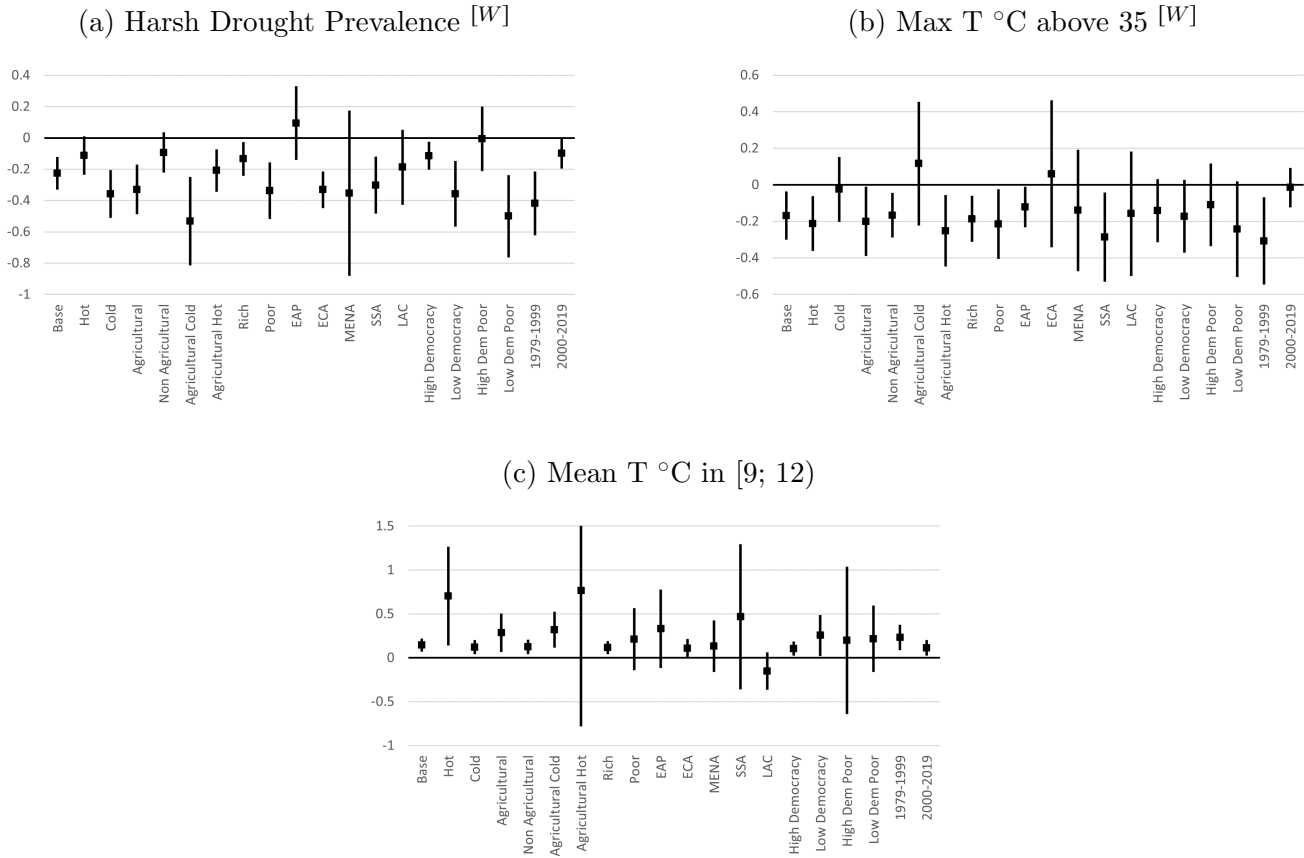 (a) Harsh Drought Prevalence [W]
0.4
0.2
0
-0.2
-0.4
-0.6
-0.8
-1
Base
Hot
Cold
Agricultural
Non Agricultural
Agricultural Cold
Agricultural Hot
Rich
Poor
EAP
ECA
MENA
SSA
LAC
High Democracy
Low Democracy
High Dem Poor
Low Dem Poor
1979-1999
2000-2019
(b) Max T °C above 35 [W]
0.6
0.4
0.2
0
-0.2
-0.4
-0.6
Base
Hot
Cold
Agricultural
Non Agricultural
Agricultural Cold
Agricultural Hot
Rich
Poor
EAP
ECA
MENA
SSA
LAC
High Democracy
Low Democracy
High Dem Poor
Low Dem Poor
1979-1999
2000-2019
(c) Mean T °C in [9; 12)
1.5
1
0.5
0
-0.5
-1
Base
Hot
Cold
Agricultural
Non Agricultural
Agricultural Cold
Agricultural Hot
Rich
Poor
EAP
ECA
MENA
SSA
LAC
High Democracy
Low Democracy
High Dem Poor
Low Dem Poor
1979-1999
2000-2019